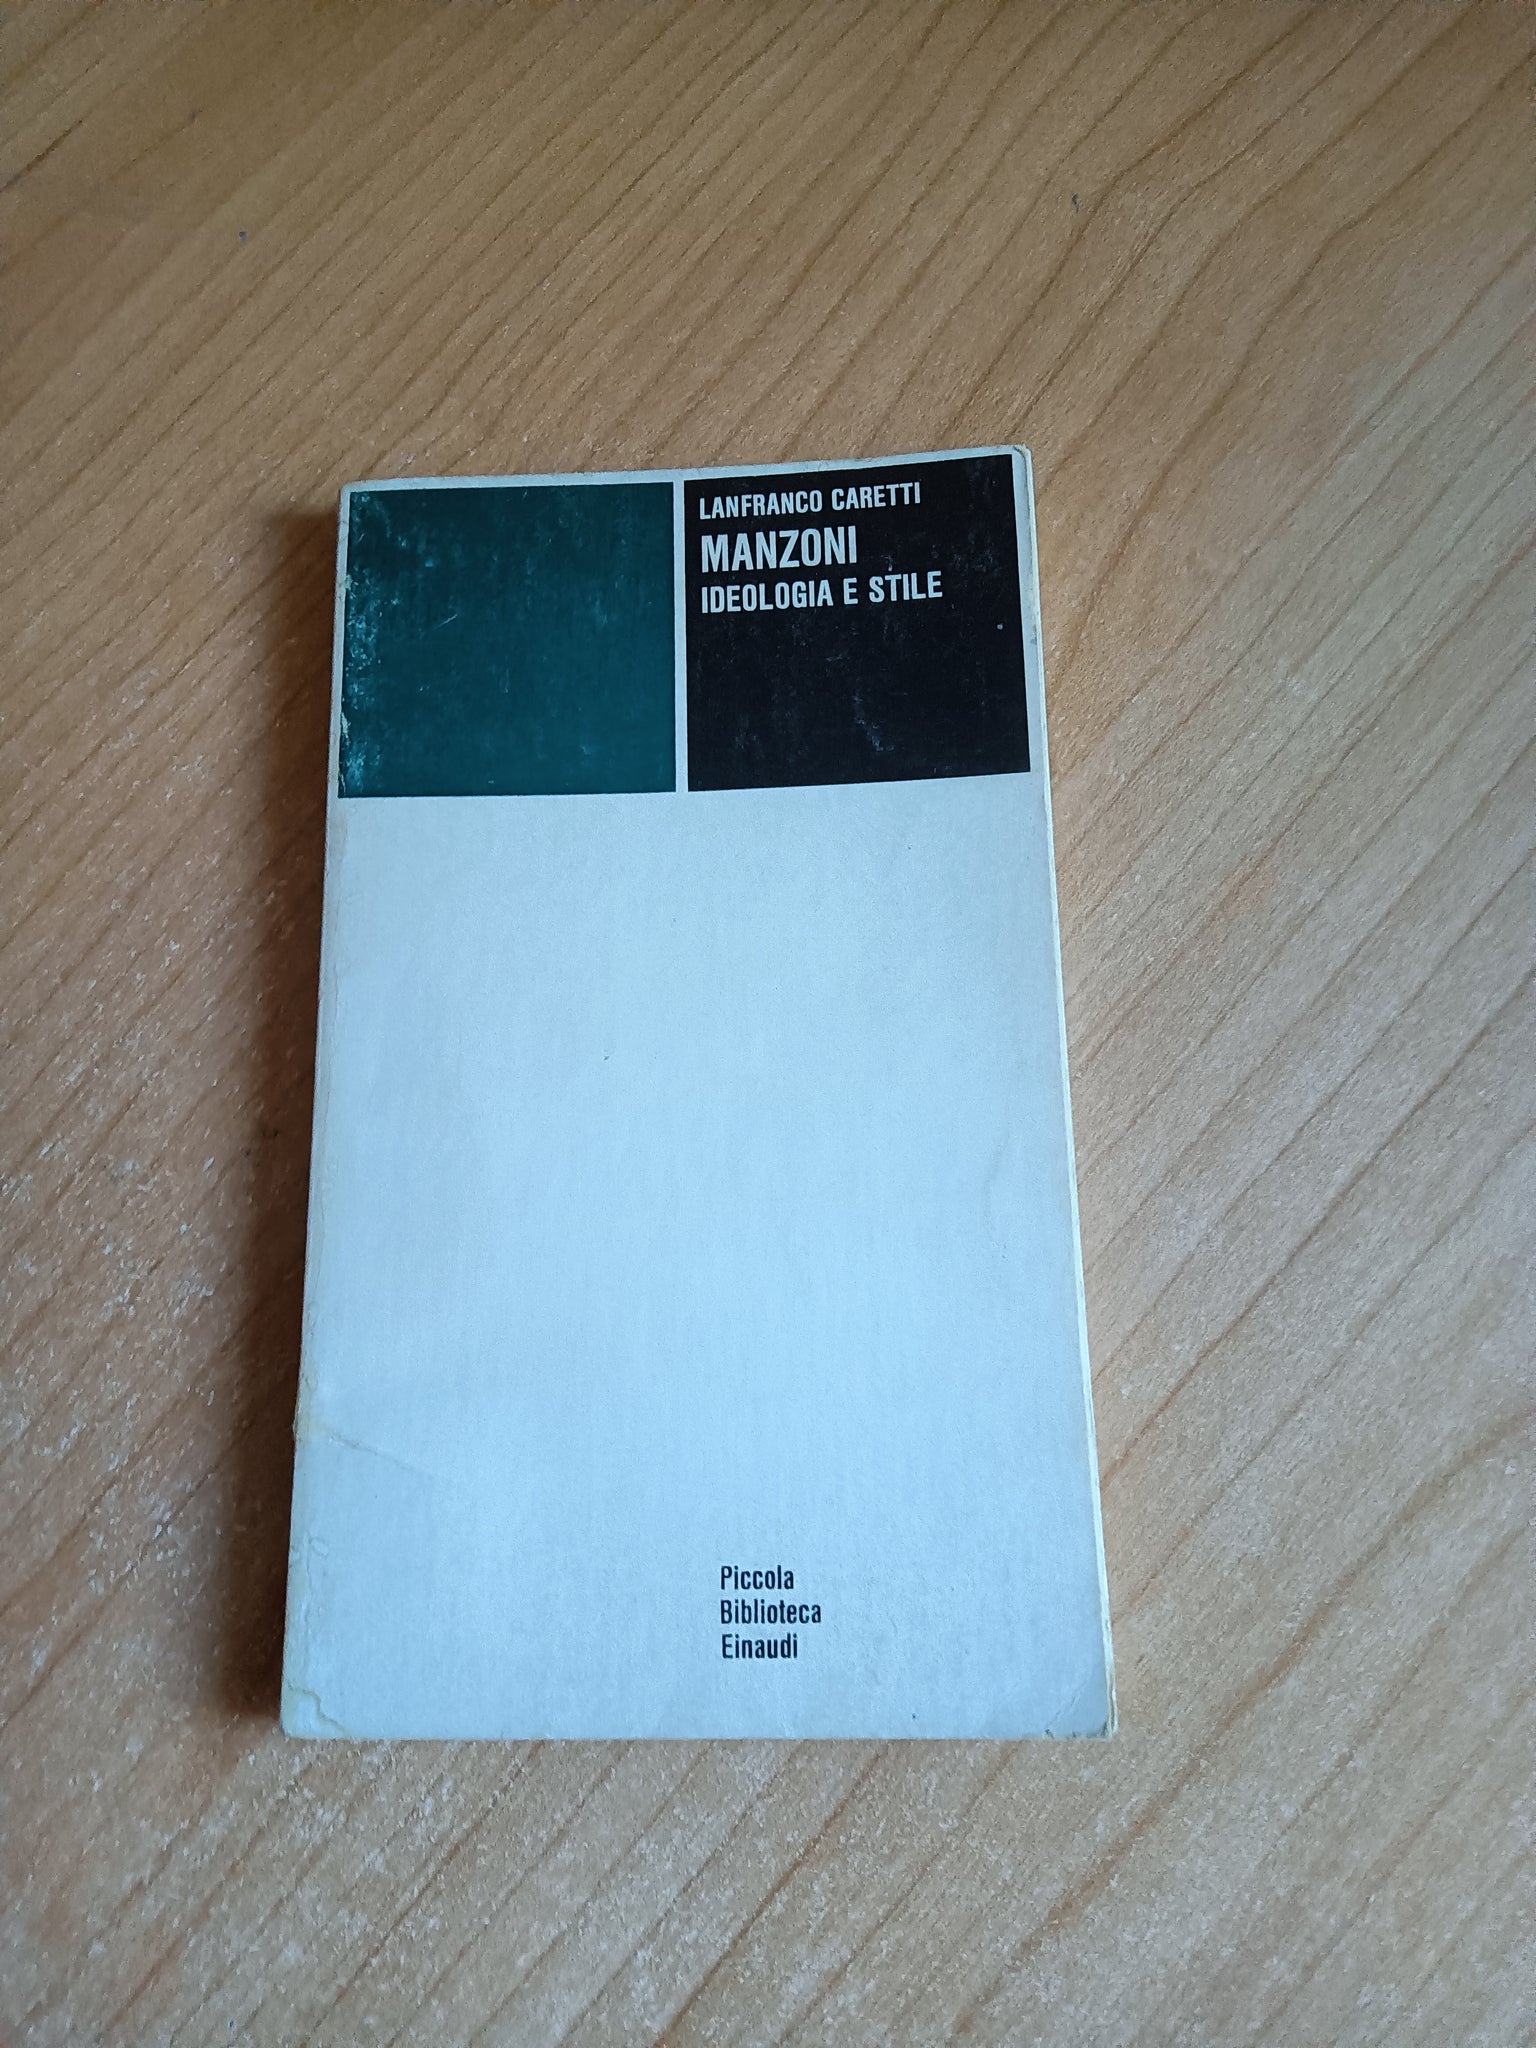 LANFRANCO CARETTI
MANZONI
IDEOLOGIA E STILE
Piccola
Biblioteca
Einaudi